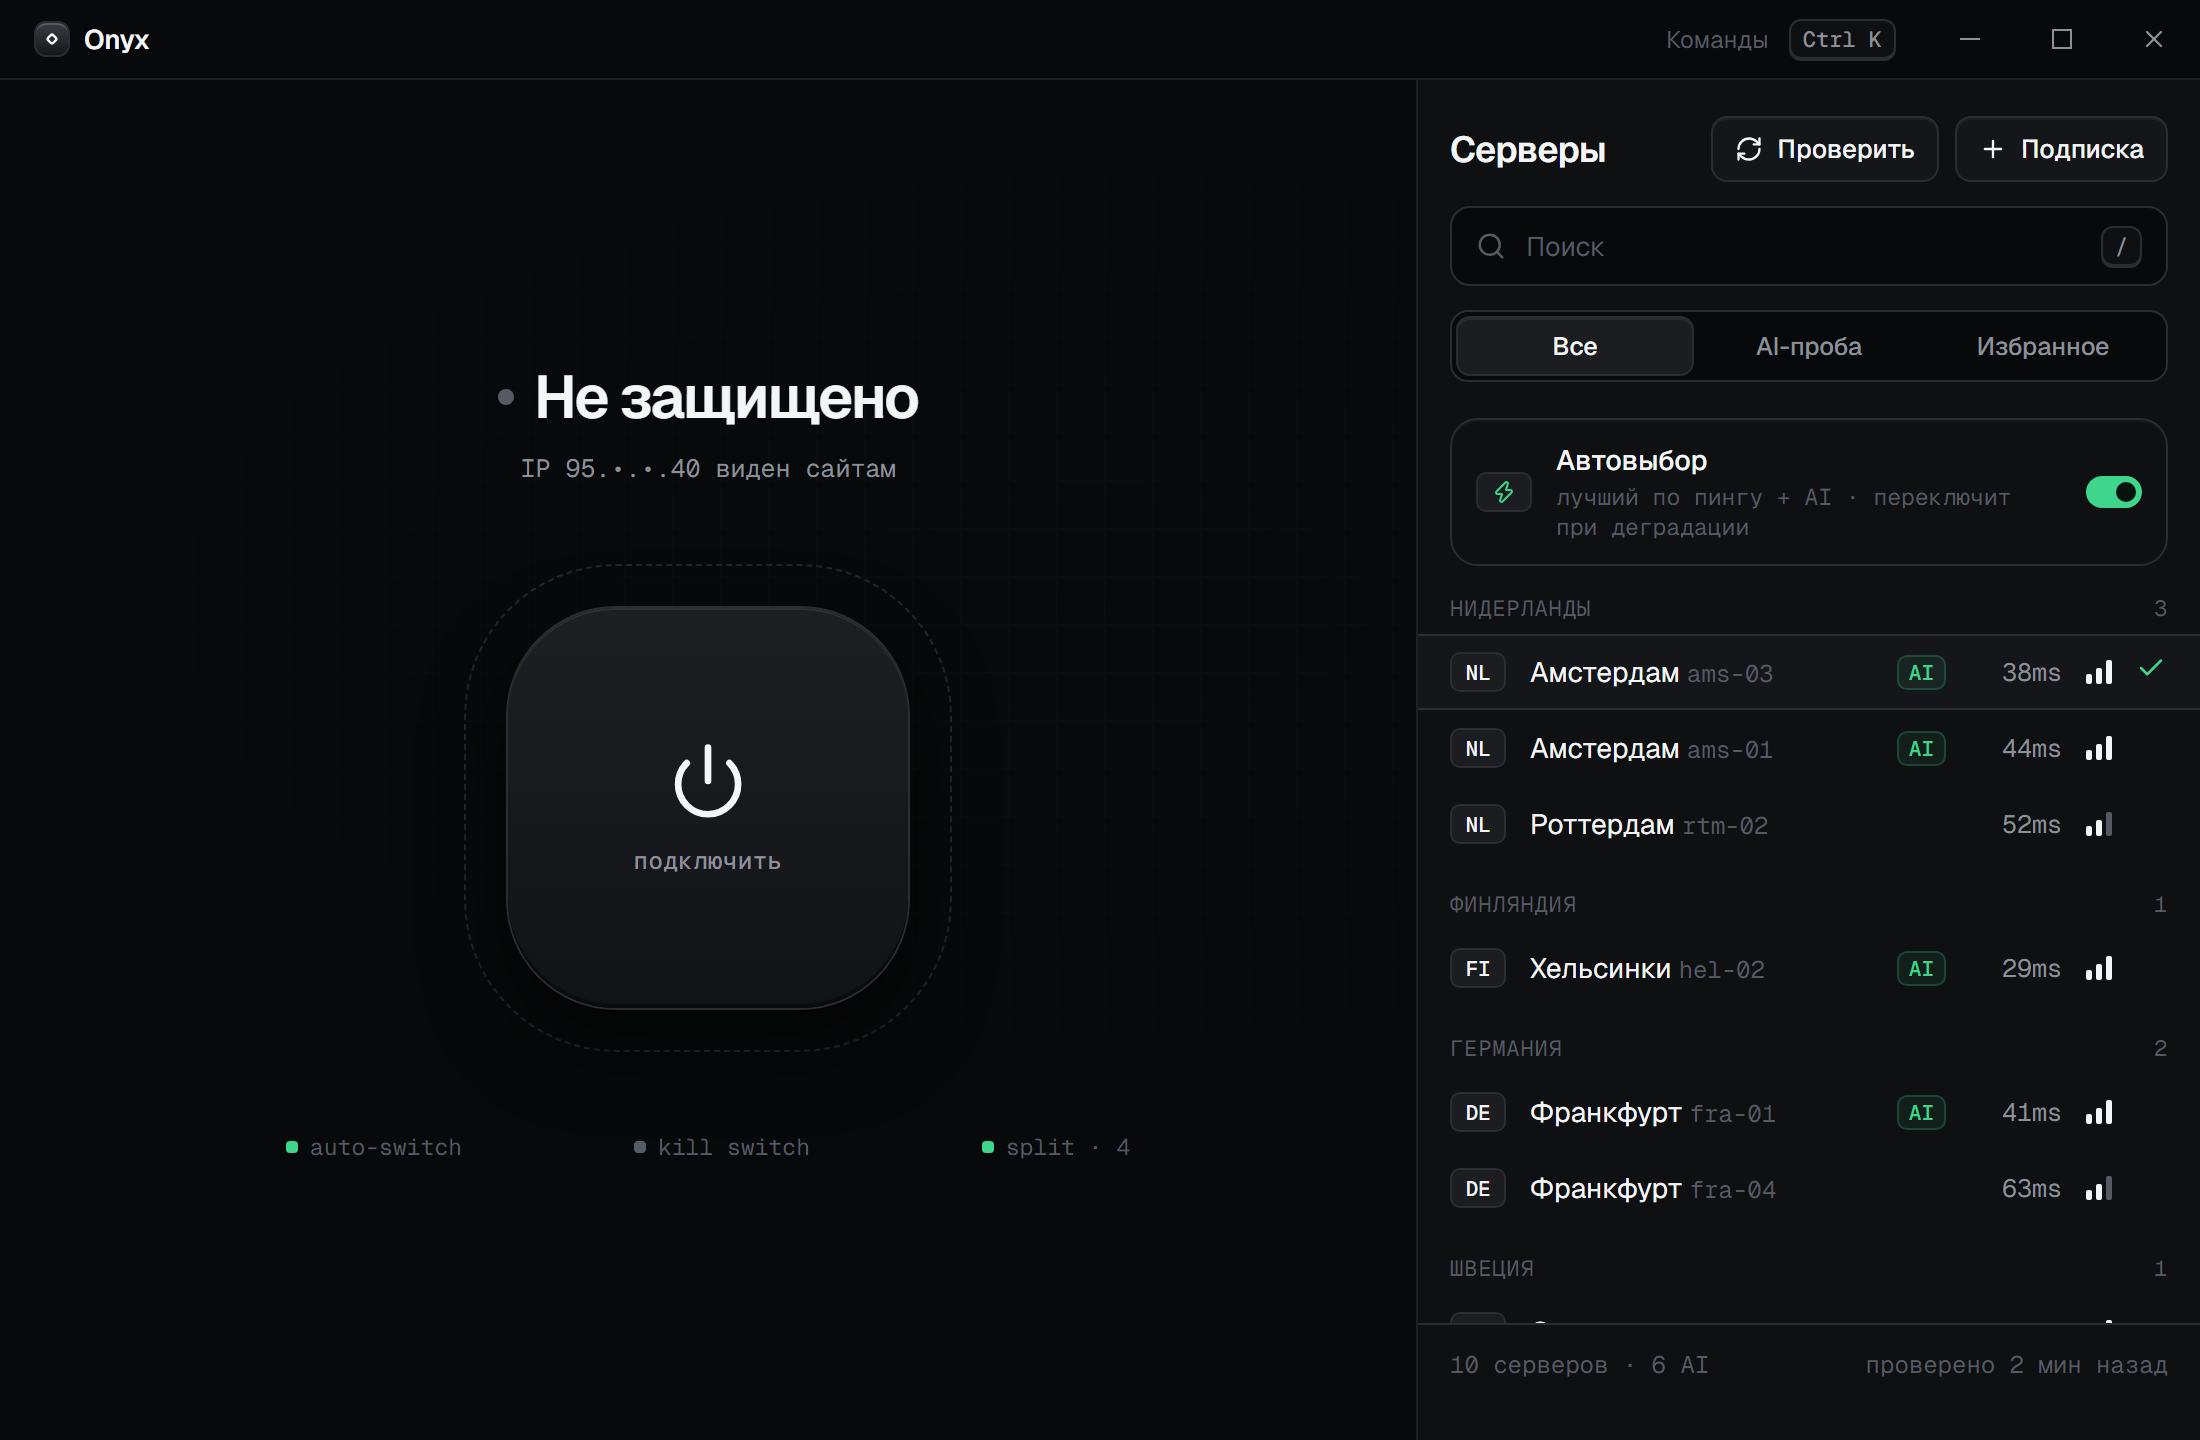 Onyx
Команды Ctrl K
Не защищено
IP 95.•.•.40 виден сайтам
подключить
auto-switch
kill switch
split · 4
Серверы
Проверить
Подписка
Поиск /
Все
AI-проба
Избранное
Автовыбор
лучший по пингу + AI · переключит
при деградации
НИДЕРЛАНДЫ 3
NL Амстердам ams-03 AI 38ms
NL Амстердам ams-01 AI 44ms
NL Роттердам rtm-02 52ms
ФИНЛЯНДИЯ 1
FI Хельсинки hel-02 AI 29ms
ГЕРМАНИЯ 2
DE Франкфурт fra-01 AI 41ms
DE Франкфурт fra-04 63ms
ШВЕЦИЯ 1
10 серверов · 6 AI
проверено 2 мин назад